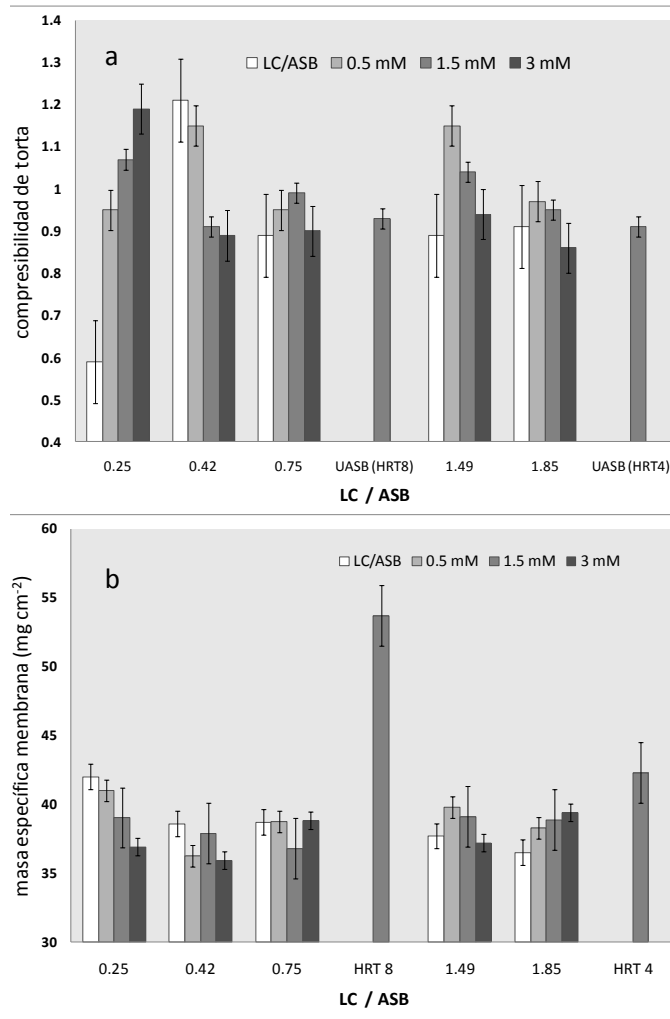 1.4
1.3
1.2
1.1
1
0.9
0.8
0.7
0.6
0.5
0.4
compresibilidad de torta
a
LC/ASB 0.5 mM 1.5 mM 3 mM
0.25 0.42 0.75 UASB (HRT8) 1.49 1.85 UASB (HRT4)
LC / ASB
60
55
50
45
40
35
30
masa específica membrana (mg cm⁻²)
b
LC/ASB 0.5 mM 1.5 mM 3 mM
0.25 0.42 0.75 HRT 8 1.49 1.85 HRT 4
LC / ASB